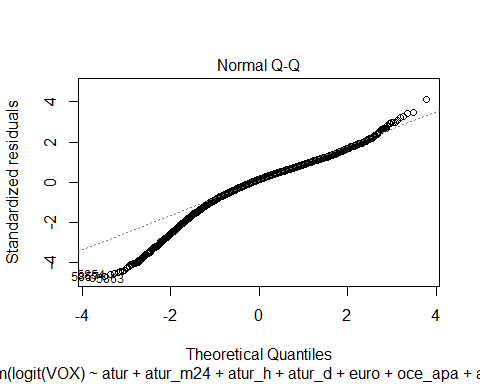 Normal Q-Q
Standardized residuals
4
2
0
-2
-4
5863
-4 -2 0 2 4
Theoretical Quantiles
m(logit(VOX) ~ atur + atur_m24 + atur_h + atur_d + euro + oce_apa + a